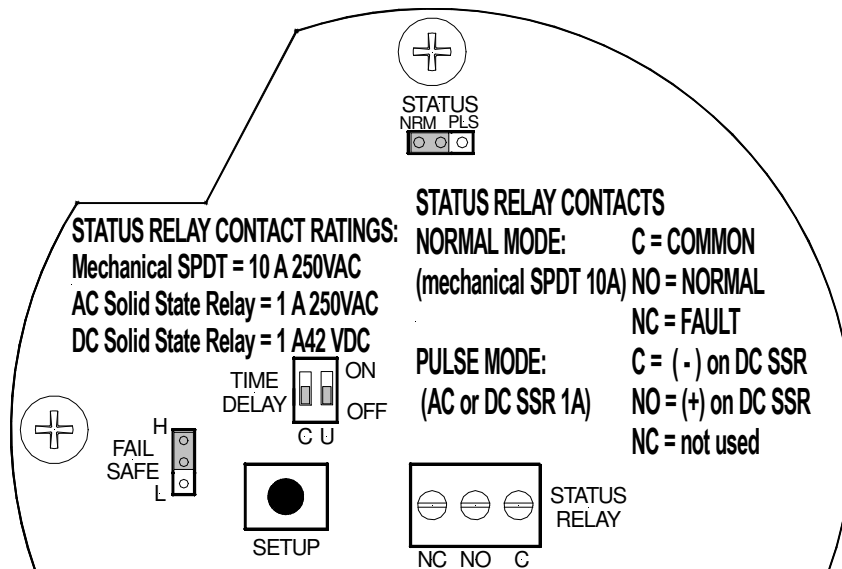 STATUS
NRM PLS
STATUS RELAY CONTACT RATINGS:
Mechanical SPDT = 10 A 250VAC
AC Solid State Relay = 1 A 250VAC
DC Solid State Relay = 1 A42 VDC
STATUS RELAY CONTACTS
NORMAL MODE: C = COMMON
(mechanical SPDT 10A) NO = NORMAL
NC = FAULT
PULSE MODE: C = ( - ) on DC SSR
(AC or DC SSR 1A) NO = (+) on DC SSR
NC = not used
TIME
DELAY
ON
OFF
C U
H
FAIL
SAFE
L
SETUP
STATUS
RELAY
NC NO C